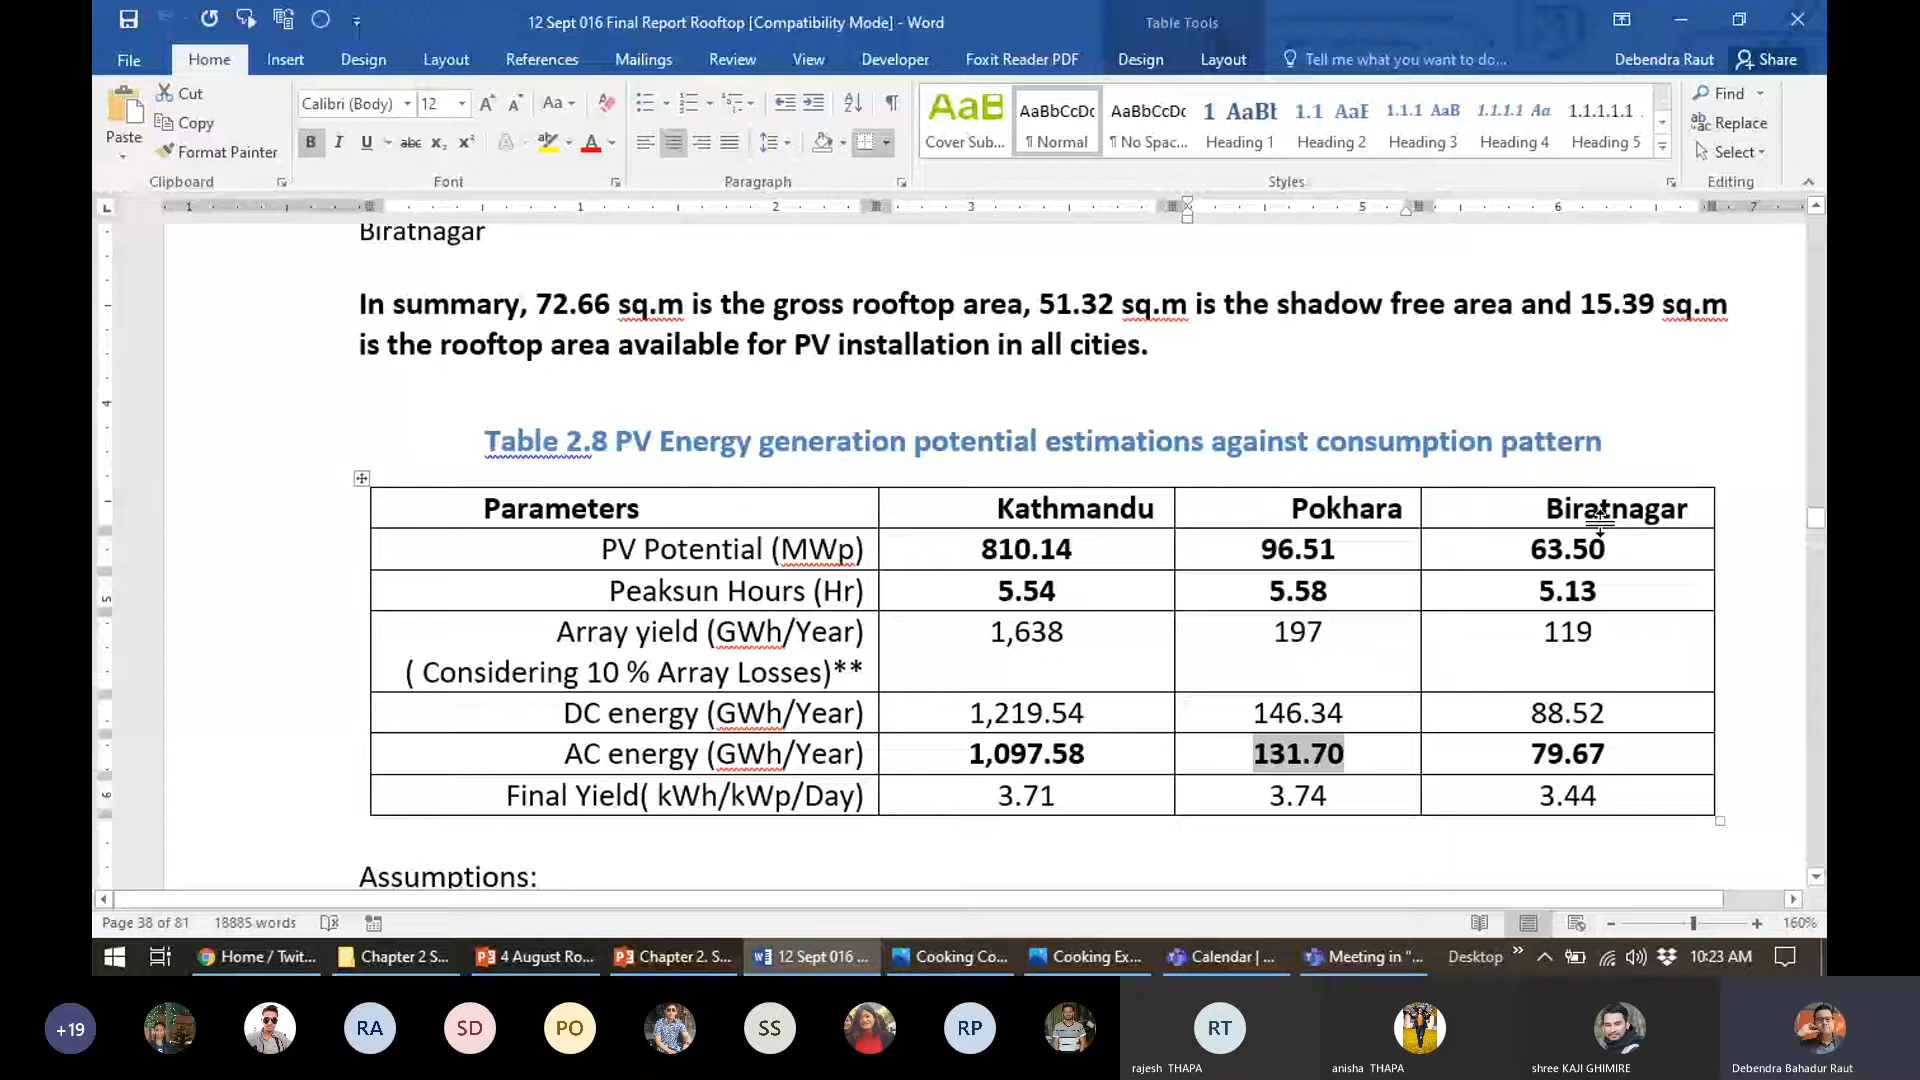 12 Sept 016 Final Report Rooftop [Compatibility Mode] - Word
Table Tools
File Home Insert Design Layout References Mailings Review View Developer Foxit Reader PDF Design Layout Tell me what you want to do... Debendra Raut Share
Paste
Cut
Copy
Format Painter
Clipboard
Calibri (Body) 12
Font
Paragraph
AaB AaBbCcDc AaBbCcDc 1 AaBb 1.1 AaE 1.1.1 AaB 1.1.1.1 Aa 1.1.1.1.1
Cover Sub... ¶ Normal ¶ No Spac... Heading 1 Heading 2 Heading 3 Heading 4 Heading 5
Styles
Find
Replace
Select
Editing
1 1 2 3 5 6 7
Biratnagar
In summary, 72.66 sq.m is the gross rooftop area, 51.32 sq.m is the shadow free area and 15.39 sq.m
is the rooftop area available for PV installation in all cities.
Table 2.8 PV Energy generation potential estimations against consumption pattern
Parameters Kathmandu Pokhara Biratnagar
PV Potential (MWp) 810.14 96.51 63.50
Peaksun Hours (Hr) 5.54 5.58 5.13
Array yield (GWh/Year) 1,638 197 119
( Considering 10 % Array Losses)**
DC energy (GWh/Year) 1,219.54 146.34 88.52
AC energy (GWh/Year) 1,097.58 131.70 79.67
Final Yield( kWh/kWp/Day) 3.71 3.74 3.44
Assumptions:
Page 38 of 81 18885 words 160%
Home / Twit... Chapter 2 S... 4 August Ro... Chapter 2. S... 12 Sept 016 ... Cooking Co... Cooking Ex... Calendar | ... Meeting in "... Desktop 10:23 AM
+19 RA SD PO SS RP RT
rajesh THAPA anisha THAPA shree KAJI GHIMIRE Debendra Bahadur Raut